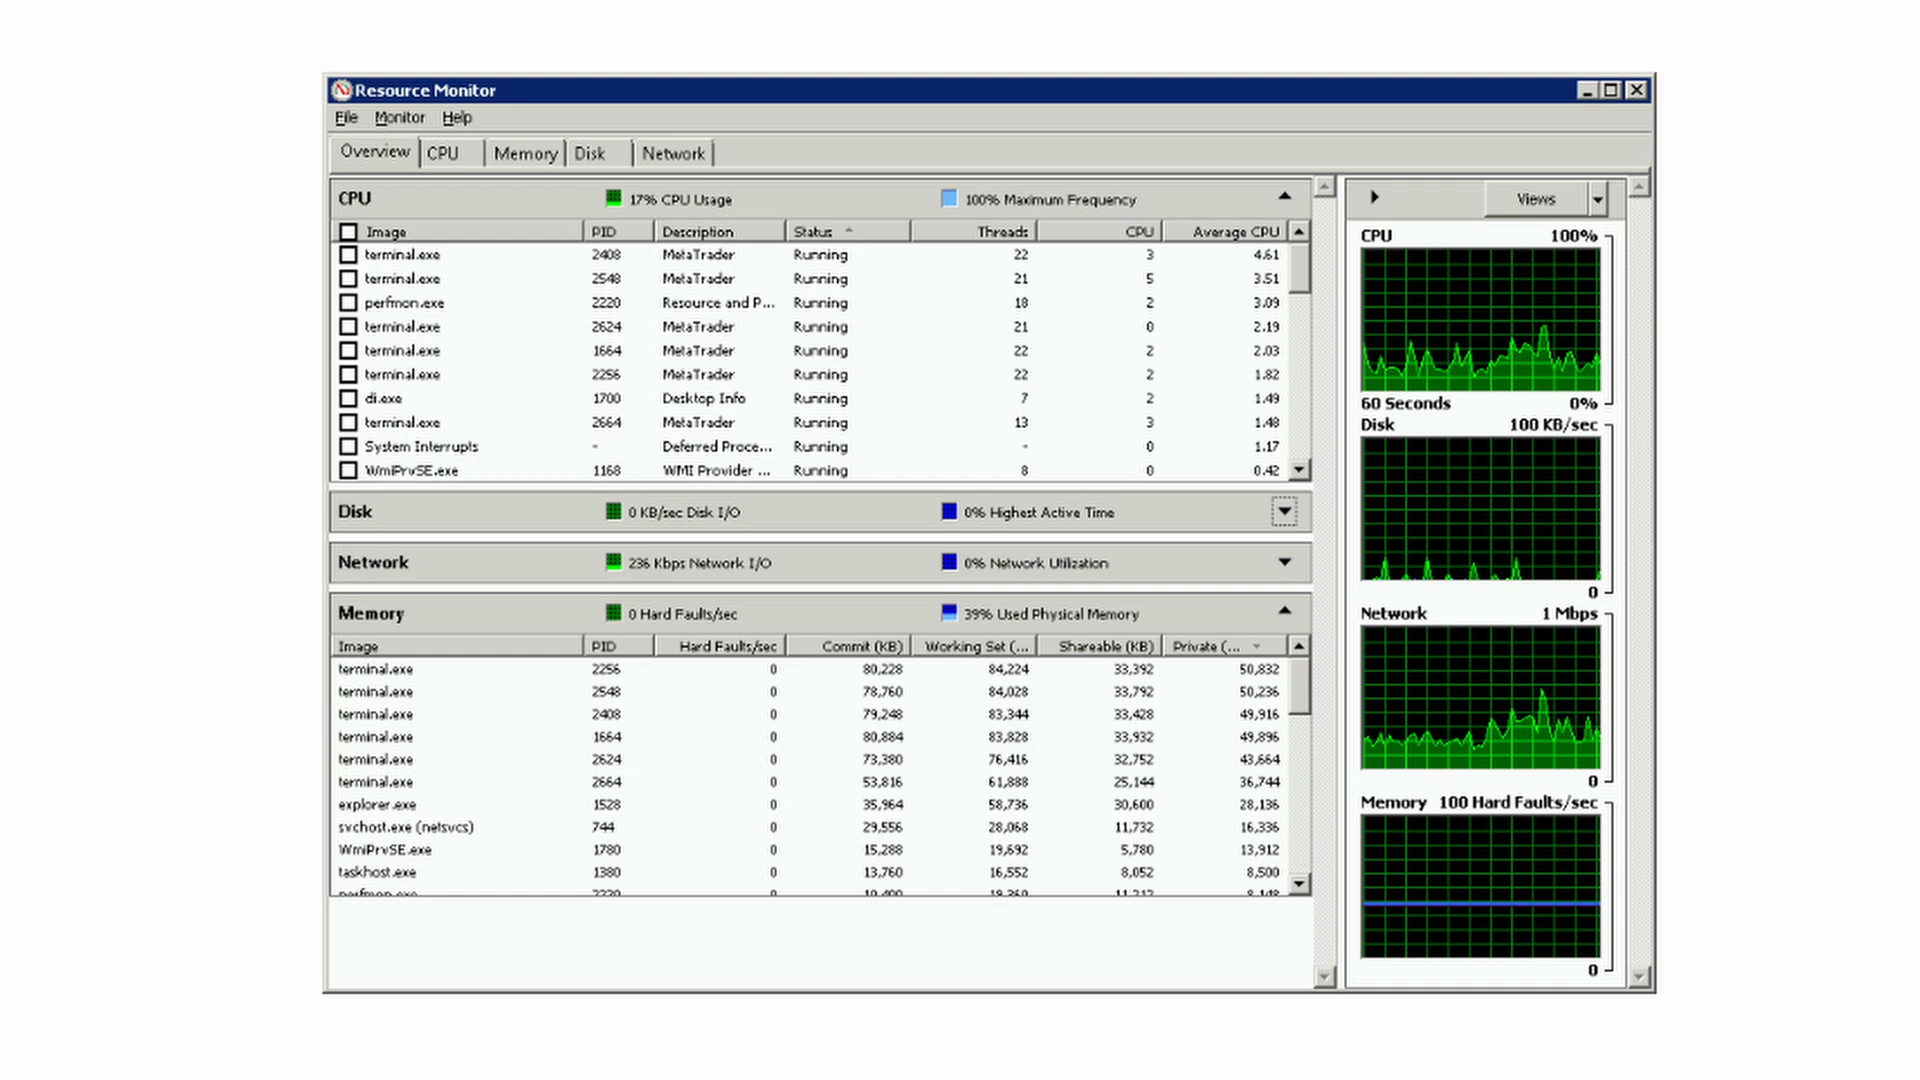 Resource Monitor
File Monitor Help
Overview CPU Memory Disk Network
CPU 17% CPU Usage 100% Maximum Frequency
Image PID Description Status Threads CPU Average CPU
terminal.exe 2408 MetaTrader Running 22 3 4.61
terminal.exe 2548 MetaTrader Running 21 5 3.51
perfmon.exe 2220 Resource and P... Running 18 2 3.09
terminal.exe 2624 MetaTrader Running 21 0 2.19
terminal.exe 1664 MetaTrader Running 22 2 2.03
terminal.exe 2256 MetaTrader Running 22 2 1.82
di.exe 1700 Desktop Info Running 7 2 1.49
terminal.exe 2664 MetaTrader Running 13 3 1.48
System Interrupts - Deferred Proce... Running - 0 1.17
WmiPrvSE.exe 1168 WMI Provider ... Running 8 0 0.42
Disk 0 KB/sec Disk I/O 0% Highest Active Time
Network 236 Kbps Network I/O 0% Network Utilization
Memory 0 Hard Faults/sec 39% Used Physical Memory
Image PID Hard Faults/sec Commit (KB) Working Set (... Shareable (KB) Private (...
terminal.exe 2256 0 80,228 84,224 33,392 50,832
terminal.exe 2548 0 78,760 84,028 33,792 50,236
terminal.exe 2408 0 79,248 83,344 33,428 49,916
terminal.exe 1664 0 80,884 83,828 33,932 49,896
terminal.exe 2624 0 73,380 76,416 32,752 43,664
terminal.exe 2664 0 53,816 61,888 25,144 36,744
explorer.exe 1528 0 35,964 58,736 30,600 28,136
svchost.exe (netsvcs) 744 0 29,556 28,068 11,732 16,336
WmiPrvSE.exe 1780 0 15,288 19,692 5,780 13,912
taskhost.exe 1380 0 13,760 16,552 8,052 8,500
perfmon.exe 2220 0
Views
CPU 100%
60 Seconds 0%
Disk 100 KB/sec
0
Network 1 Mbps
0
Memory 100 Hard Faults/sec
0